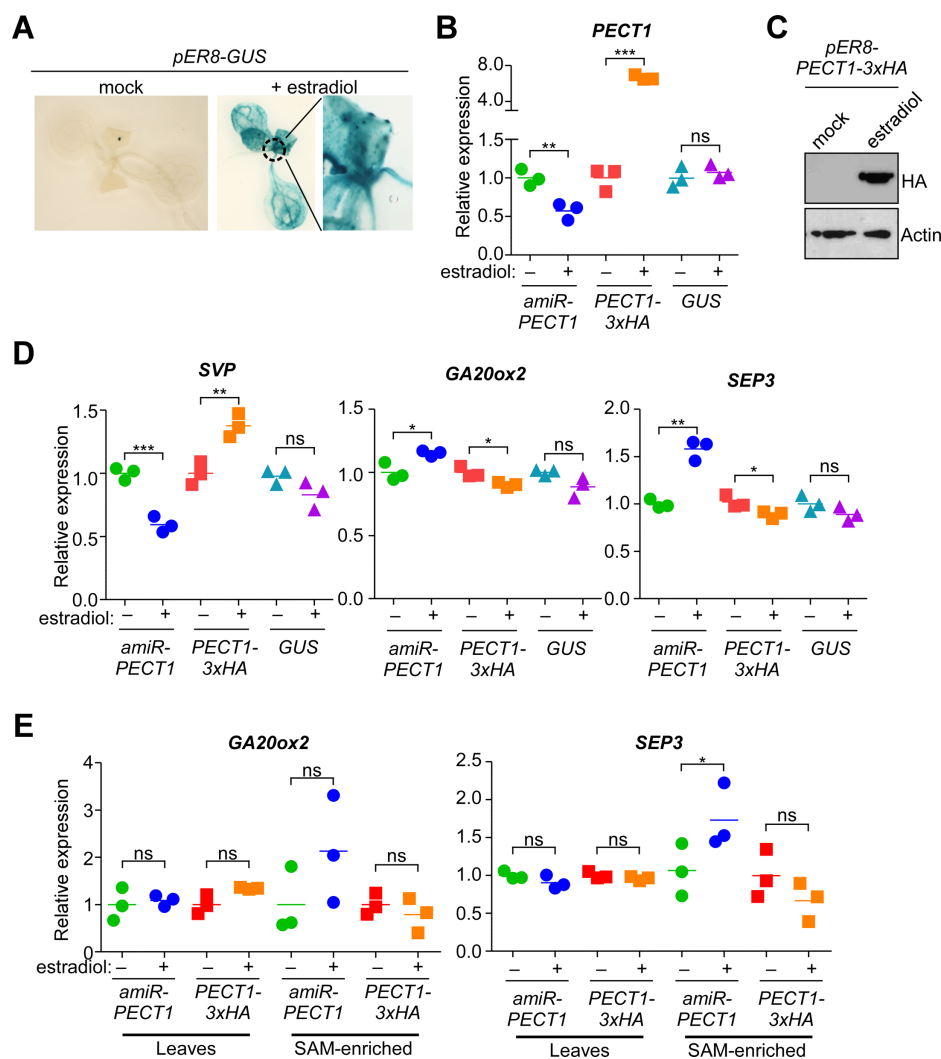 A
pER8-GUS
mock
+ estradiol
B
PECT1
Relative expression
8.0
4.0
1.5
1.0
0.5
0.0
***
**
ns
estradiol:
– + – + – +
amiR-
PECT1
PECT1-
3xHA
GUS
C
pER8-
PECT1-3xHA
mock
estradiol
HA
Actin
D
SVP
Relative expression
1.5
1.0
0.5
0.0
***
**
ns
estradiol:
– + – + – +
amiR-
PECT1
PECT1-
3xHA
GUS
GA20ox2
1.5
1.0
0.5
0.0
*
*
ns
– + – + – +
amiR-
PECT1
PECT1-
3xHA
GUS
SEP3
2.0
1.5
1.0
0.5
0.0
**
*
ns
– + – + – +
amiR-
PECT1
PECT1-
3xHA
GUS
E
GA20ox2
Relative expression
4
3
2
1
0
ns
ns
ns
ns
estradiol:
– + – + – + – +
amiR-
PECT1
PECT1-
3xHA
amiR-
PECT1
PECT1-
3xHA
Leaves
SAM-enriched
SEP3
2.5
2.0
1.5
1.0
0.5
0.0
ns
ns
*
ns
– + – + – + – +
amiR-
PECT1
PECT1-
3xHA
amiR-
PECT1
PECT1-
3xHA
Leaves
SAM-enriched